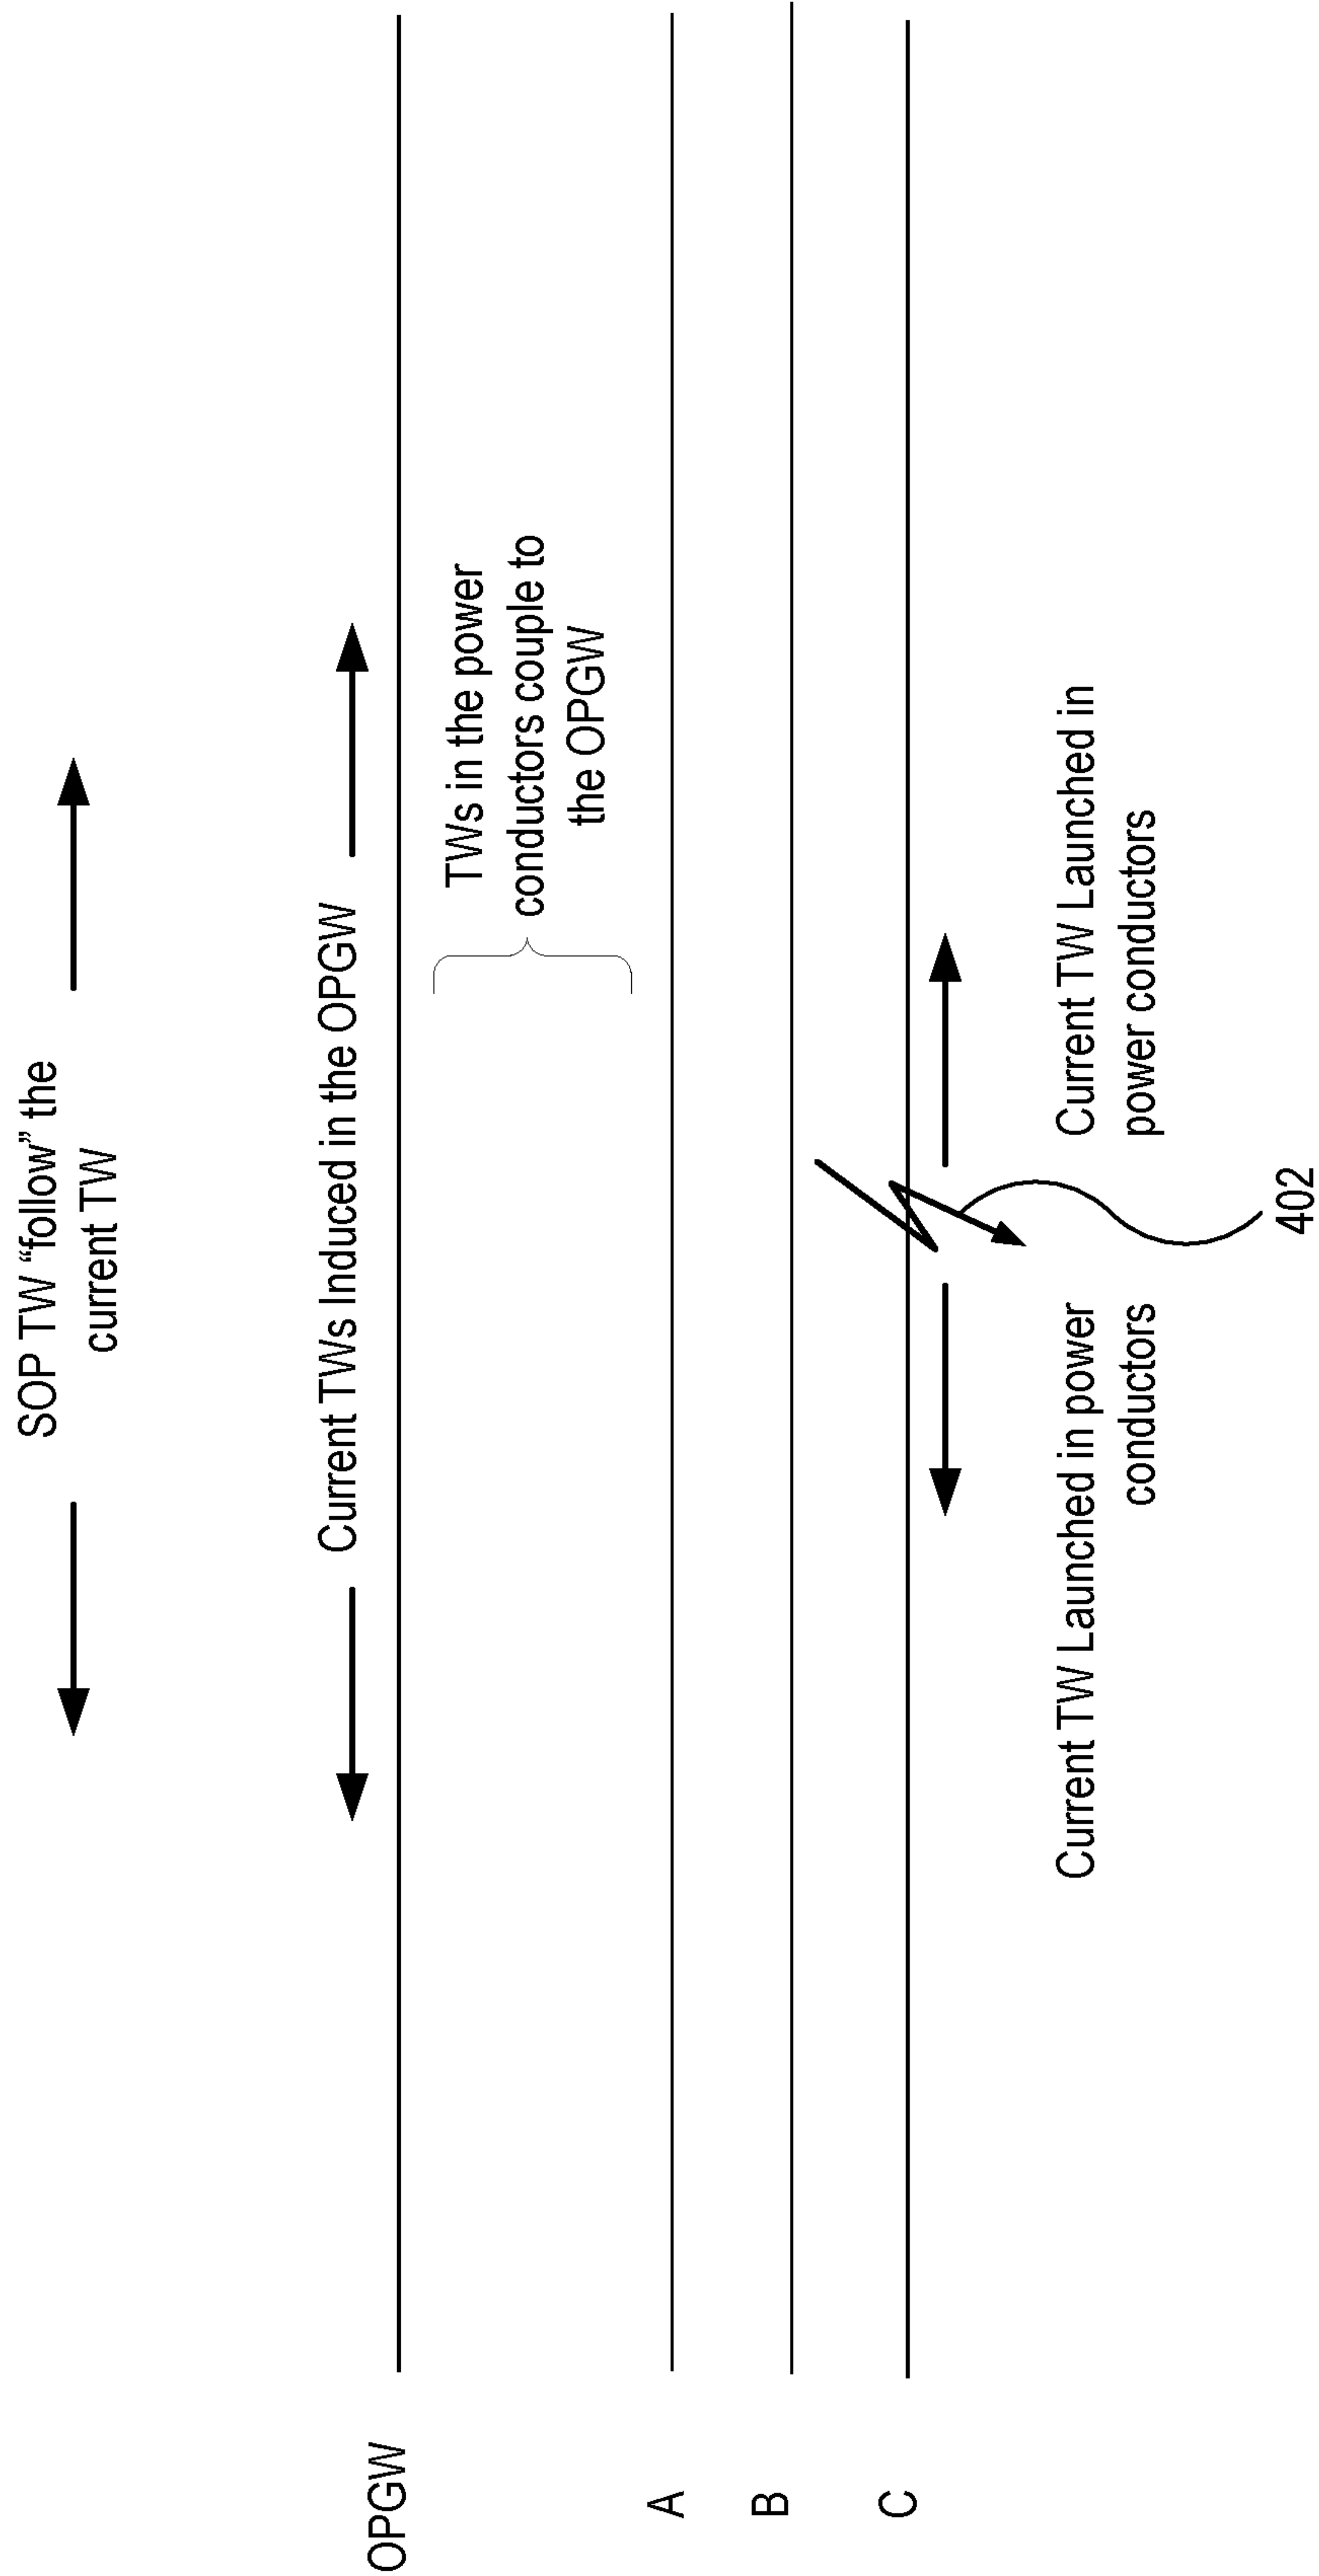 SOP TW “follow” the
current TW
Current TWs Induced in the OPGW
OPGW
TWs in the power
conductors couple to
the OPGW
A
B
C
Current TW Launched in power
conductors
Current TW Launched in
power conductors
402